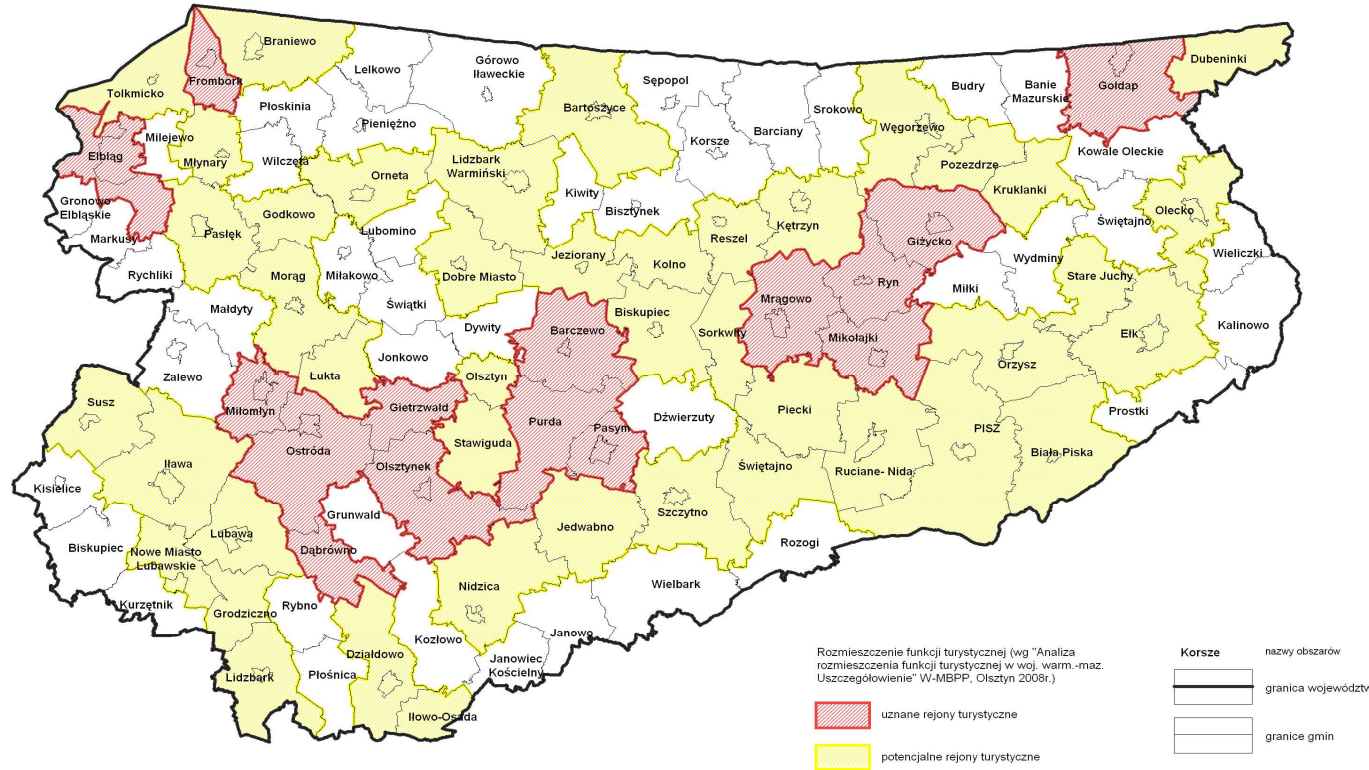 Braniewo
Frombork
Tolkmicko
Lelkowo
Górowo
Iławeckie
Sępopol
Budry
Banie
Mazurskie
Gołdap
Dubeninki
Płoskinia
Pieniężno
Bartoszyce
Srokowo
Barciany
Węgorzewo
Milejewo
Elbląg
Młynary
Wilczęta
Korsze
Kowale Oleckie
Pozezdrze
Kruklanki
Orneta
Lidzbark
Warmiński
Kiwity
Bisztynek
Gronowo
Elbląskie
Markusy
Rychliki
Pasłęk
Godkowo
Lubomino
Reszel
Kętrzyn
Giżycko
Świętajno
Olecko
Wieliczki
Morąg
Miłakowo
Świątki
Dobre Miasto
Jeziorany
Kolno
Wydminy
Stare Juchy
Małdyty
Dywity
Barczewo
Biskupiec
Sorkwity
Mrągowo
Ryn
Miłki
Mikołajki
Kalinowo
Ełk
Zalewo
Jonkowo
Łukta
Olsztyn
Orzysz
Prostki
Susz
Miłomłyn
Gietrzwałd
Stawiguda
Purda
Pasym
Dźwierzuty
Piecki
PISZ
Biała Piska
Iława
Ostróda
Olsztynek
Świętajno
Ruciane- Nida
Kisielice
Grunwald
Szczytno
Jedwabno
Rozogi
Biskupiec
Lubawa
Nowe Miasto
Lubawskie
Dąbrówno
Nidzica
Wielbark
Kurzętnik
Grodziczno
Rybno
Kozłowo
Janowo
Janowiec
Kościelny
Lidzbark
Płośnica
Działdowo
Iłowo-Osada
Rozmieszczenie funkcji turystycznej (wg "Analiza
rozmieszczenia funkcji turystycznej w woj. warm.-maz.
Uszczegółowienie" W-MBPP, Olsztyn 2008r.)
uznane rejony turystyczne
potencjalne rejony turystyczne
Korsze nazwy obszarów
granica województw
granice gmin